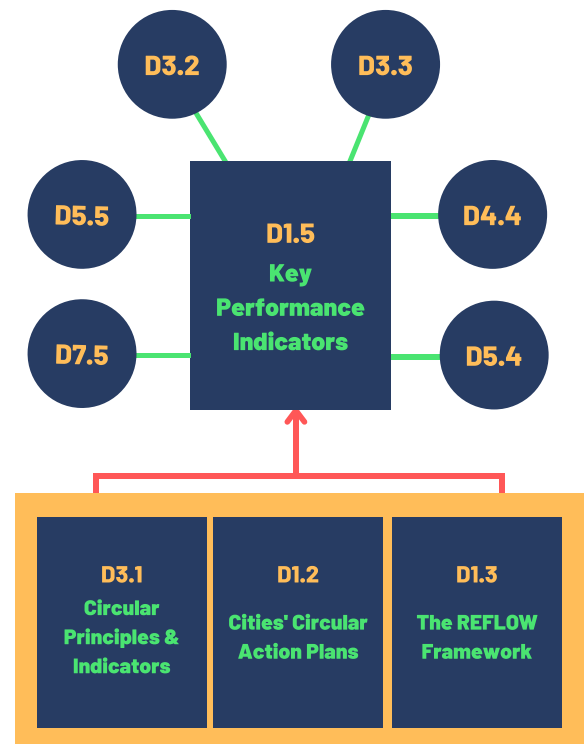 D3.2
D3.3
D5.5
D4.4
D1.5
Key
Performance
Indicators
D7.5
D5.4
D3.1
Circular
Principles &
Indicators
D1.2
Cities' Circular
Action Plans
D1.3
The REFLOW
Framework